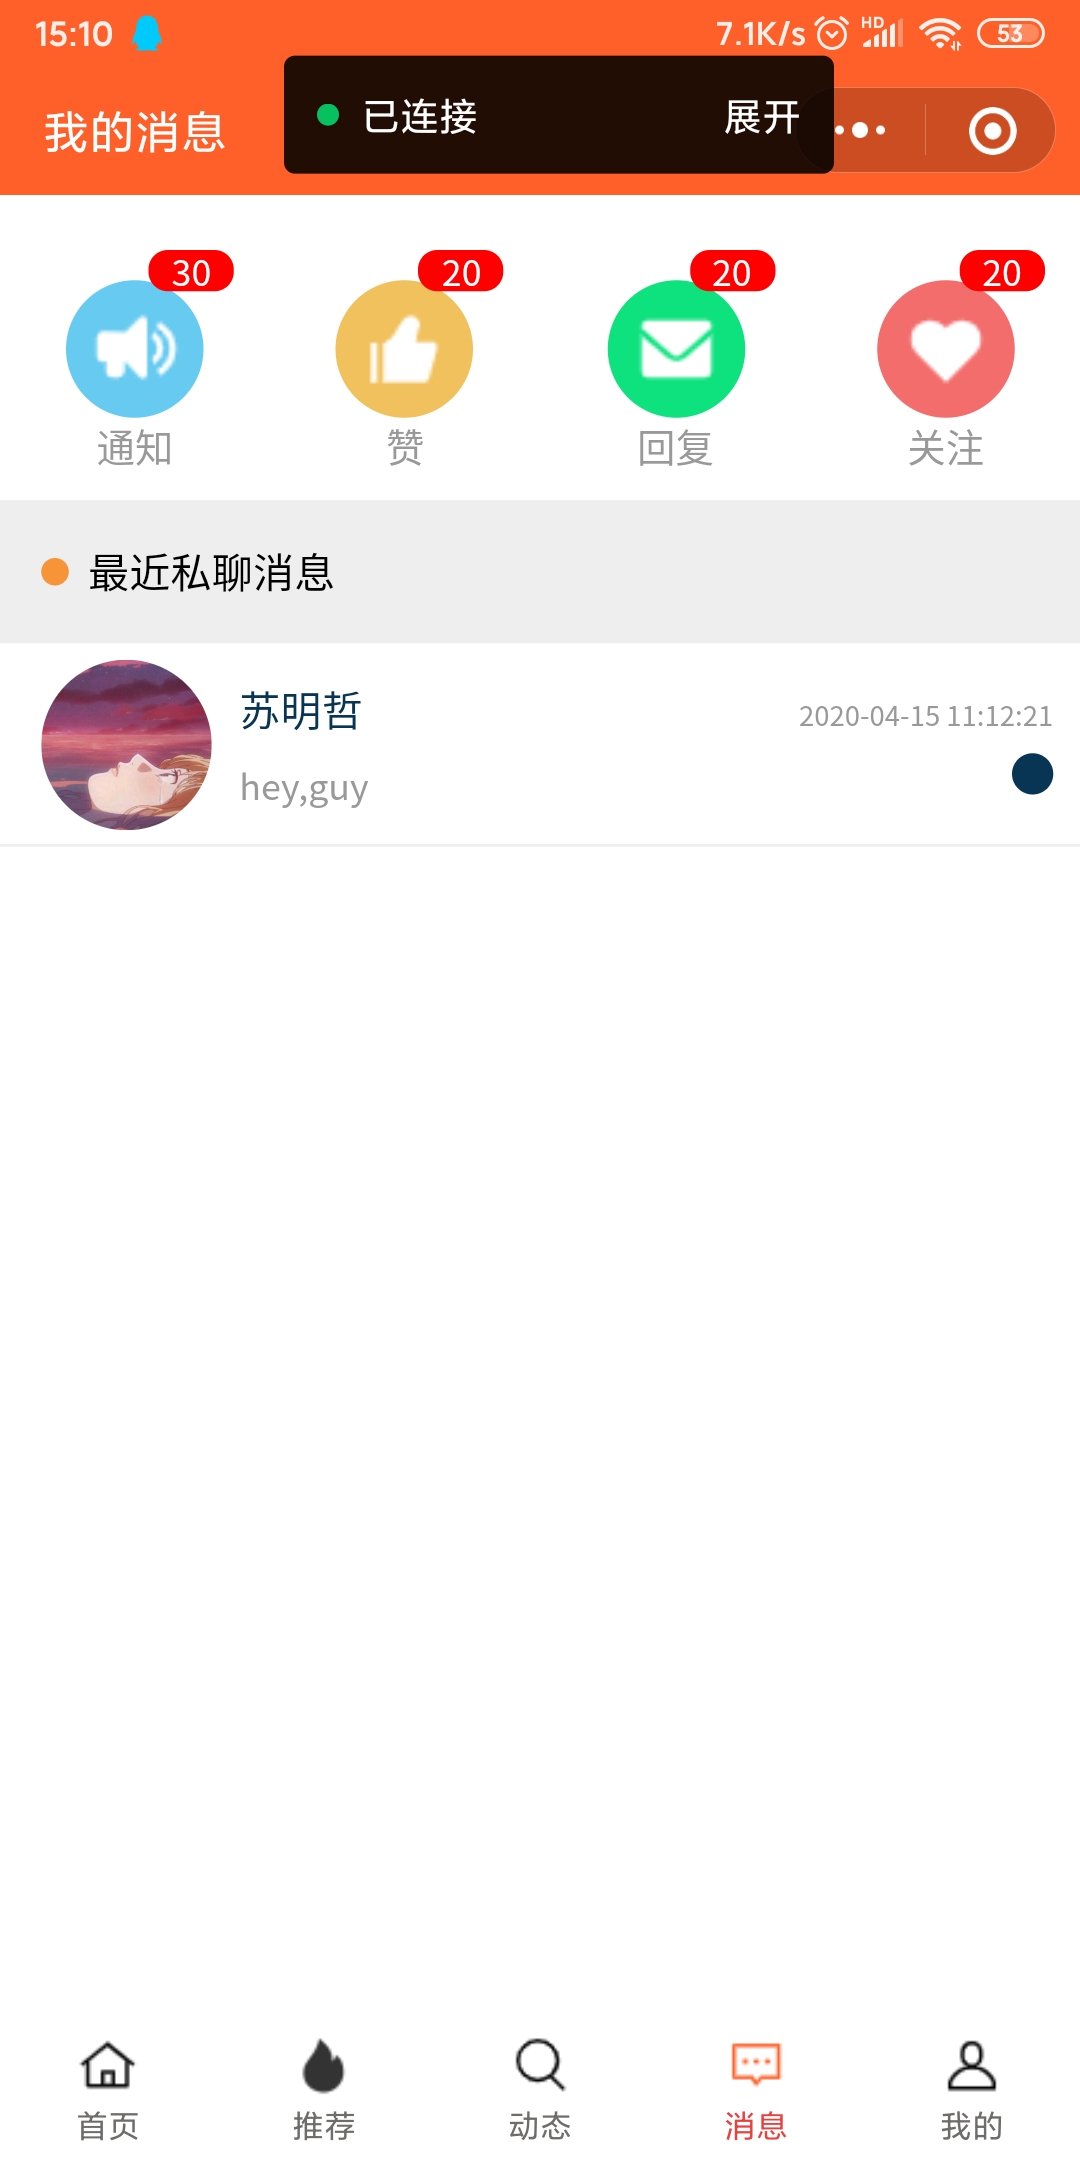 15:10 7.1K/s HD 53
我的消息 已连接 展开
30 20 20 20
通知 赞 回复 关注
最近私聊消息
苏明哲 2020-04-15 11:12:21
hey,guy
首页 推荐 动态 消息 我的